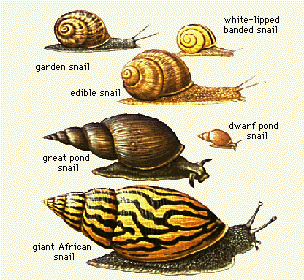 white-lipped
banded snail
garden snail
edible snail
dwarf pond
snail
great pond
snail
giant African
snail